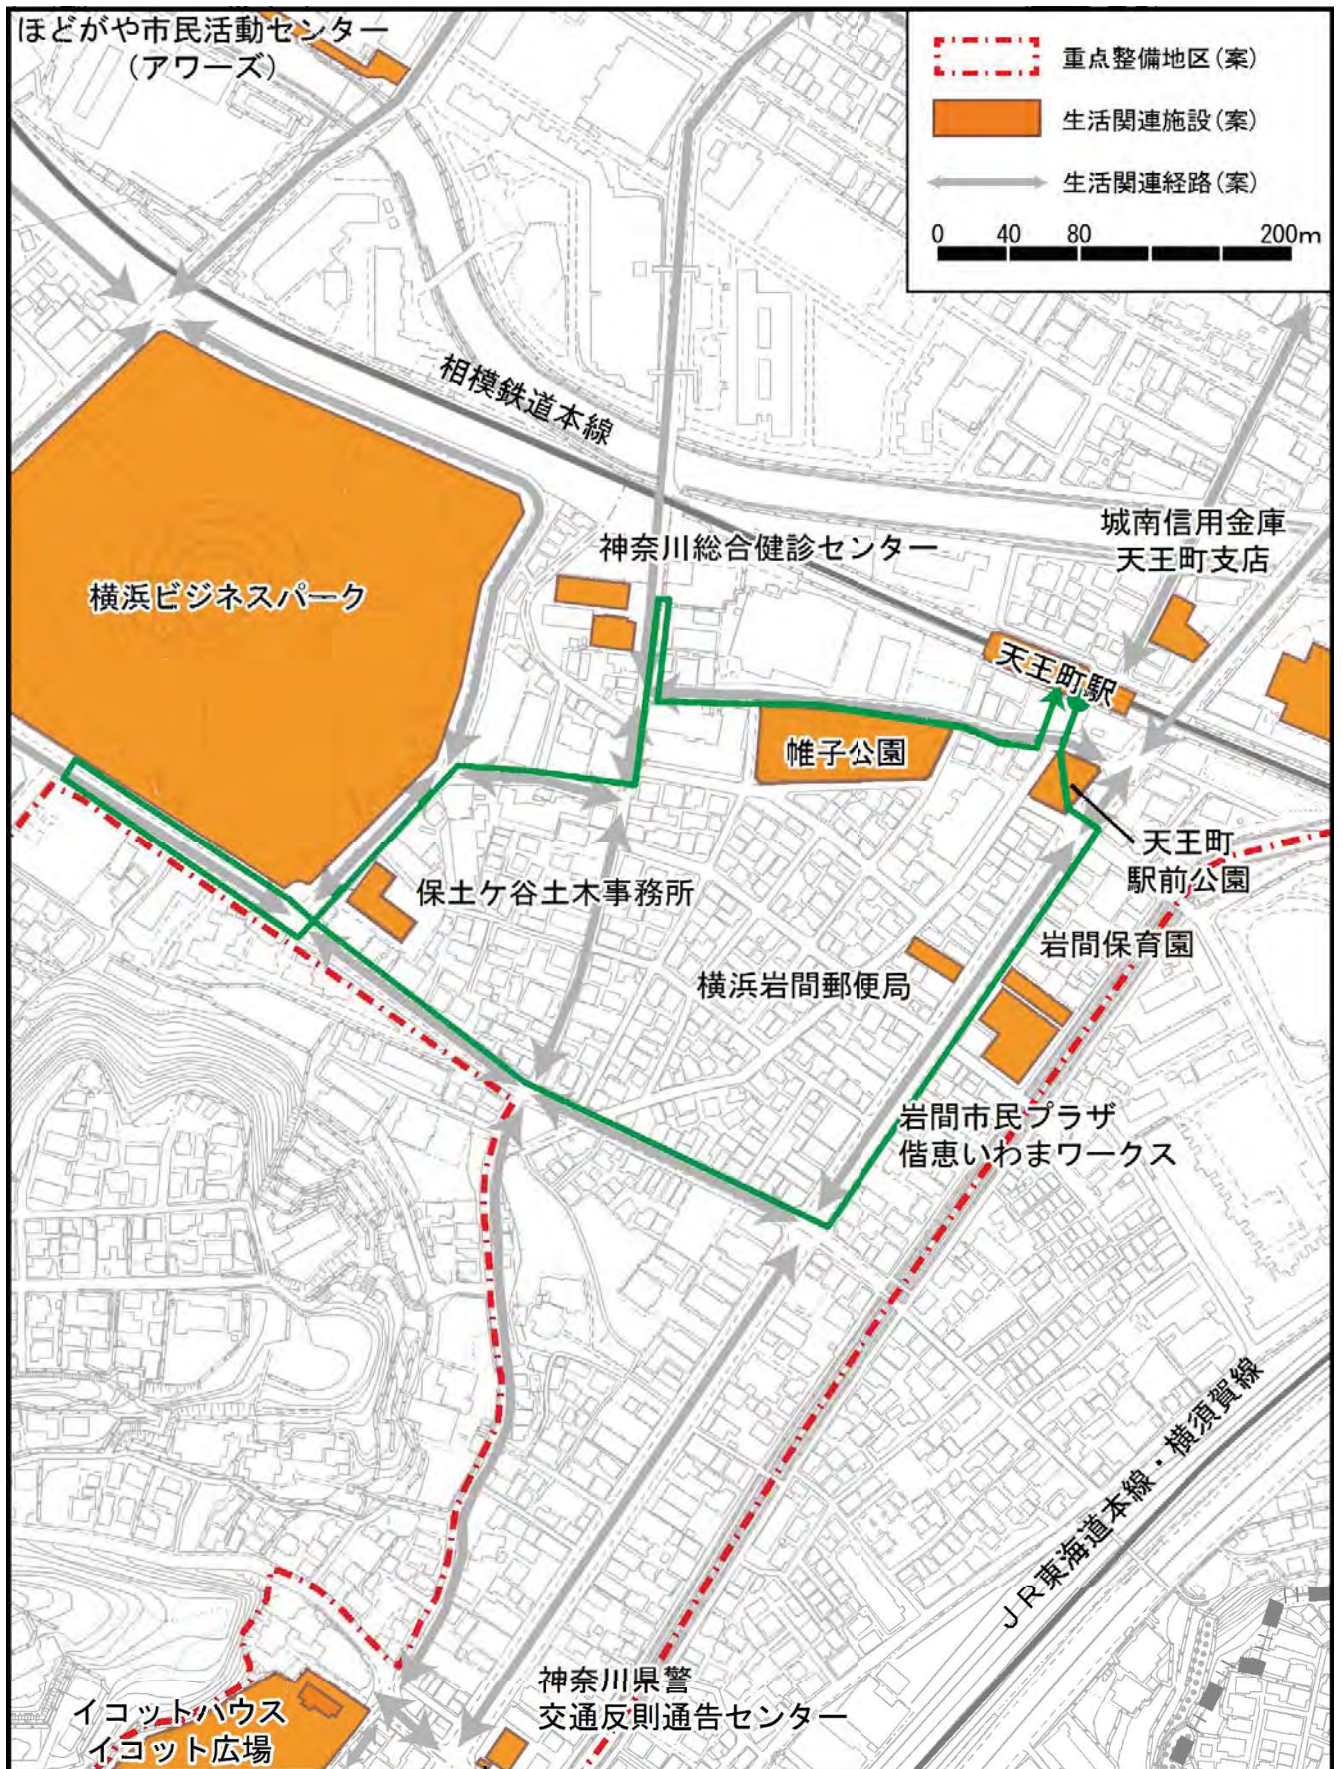 ほどがや市民活動センター
(アワーズ)
重点整備地区(案)
生活関連施設(案)
生活関連経路(案)
0 40 80 200m
相模鉄道本線
城南信用金庫
天王町支店
神奈川総合健診センター
横浜ビジネスパーク
天王町駅
帷子公園
天王町
駅前公園
保土ケ谷土木事務所
岩間保育園
横浜岩間郵便局
岩間市民プラザ
偕恵いわまワークス
JR東海道本線・横須賀線
神奈川県警
交通反則通告センター
イコットハウス
イコット広場